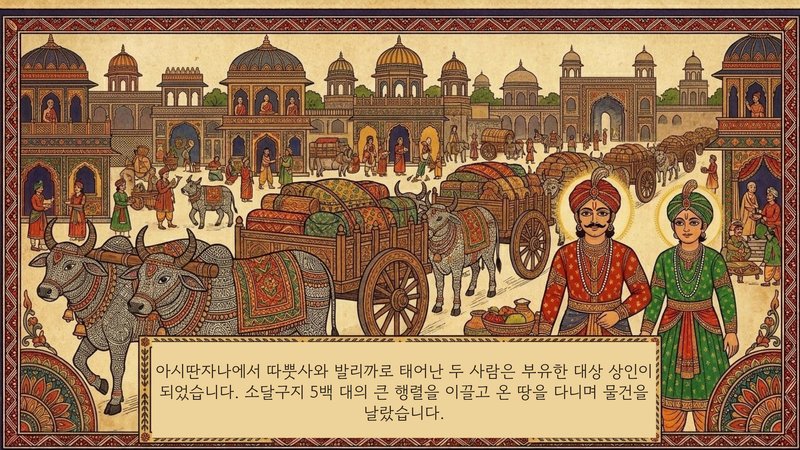 아시딴자나에서 따뿟사와 발리까로 태어난 두 사람은 부유한 대상 상인이
되었습니다. 소달구지 5백 대의 큰 행렬을 이끌고 온 땅을 다니며 물건을
날랐습니다.